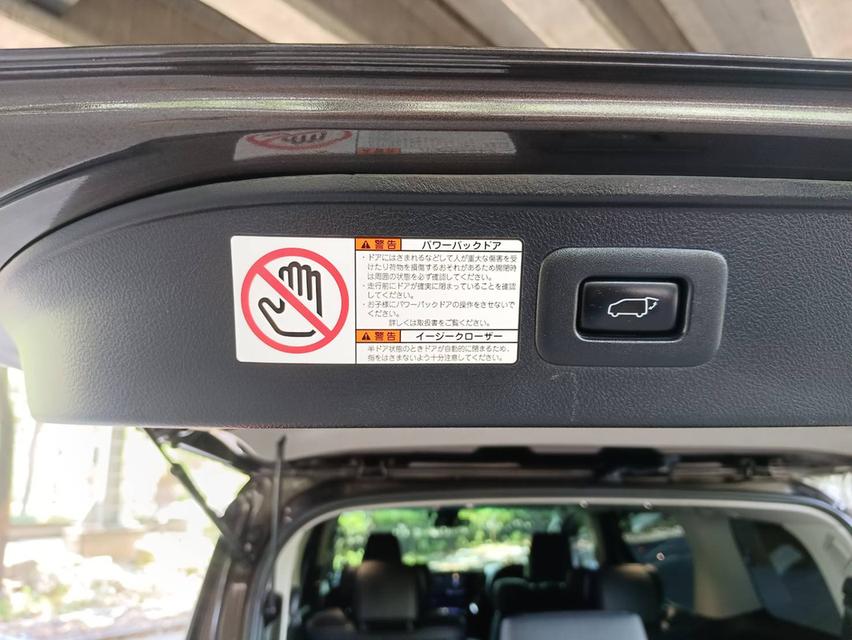 警告 パワーバックドア
・ドアにはさまれるなどして人が重大な傷害を受
けたり荷物を損傷するおそれがあるため開閉時
は周囲の状態を必ず確認してください。
・走行前にドアが確実に閉まっていることを確認
してください。
・お子様にパワーバックドアの操作をさせないで
ください。
詳しくは取扱書をご覧ください。
警告 イージークローザー
半ドア状態のときドアが自動的に閉まるため、
指をはさまないよう十分注意してください。